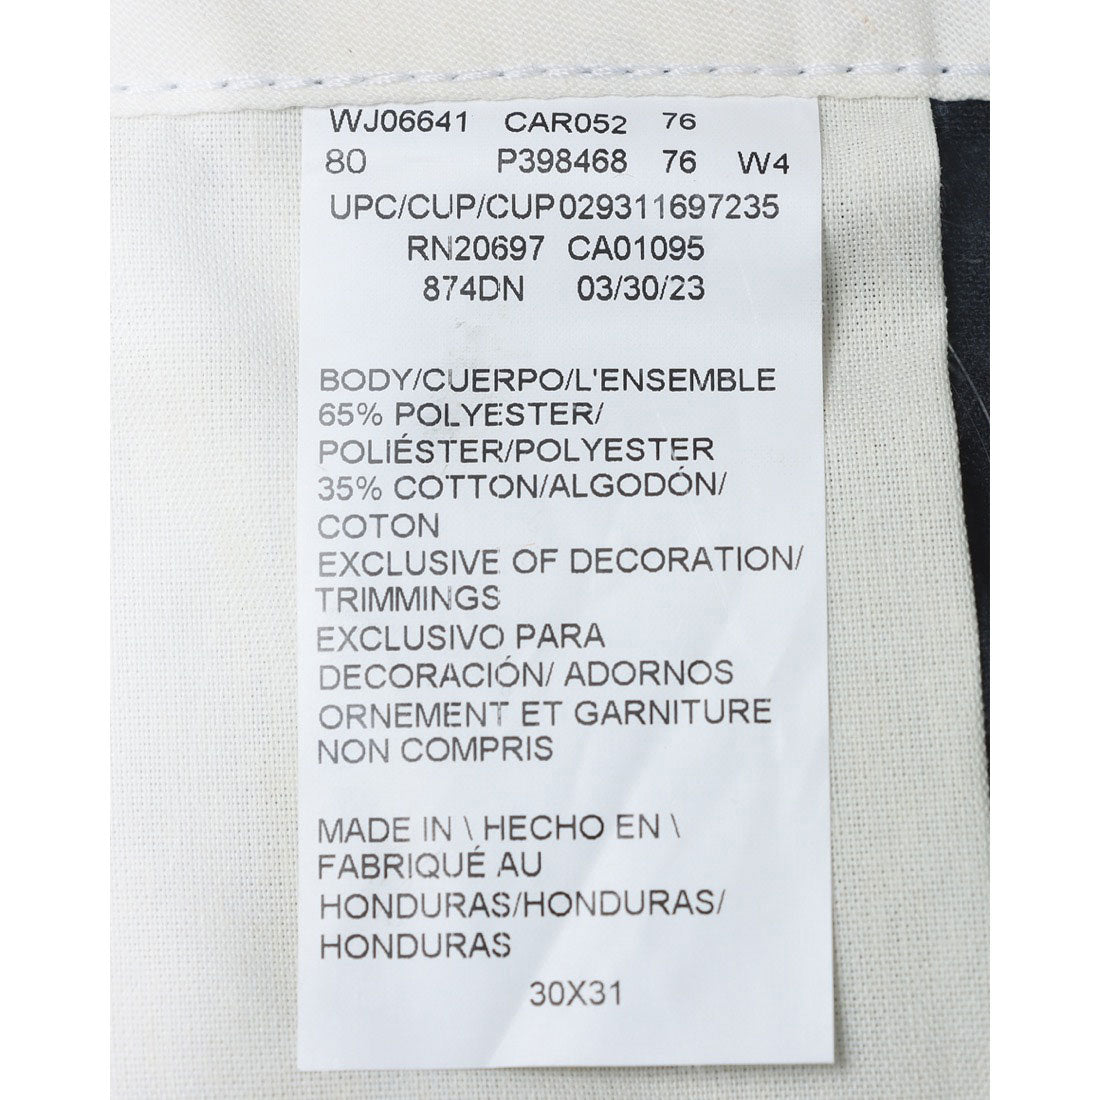 WJ06641 CAR052 76
80 P398468 76 W4
UPC/CUP/CUP029311697235
RN20697 CA01095
874DN 03/30/23
BODY/CUERPO/L'ENSEMBLE
65% POLYESTER/
POLIÉSTER/POLYESTER
35% COTTON/ALGODÓN/
COTON
EXCLUSIVE OF DECORATION/
TRIMMINGS
EXCLUSIVO PARA
DECORACIÓN/ ADORNOS
ORNEMENT ET GARNITURE
NON COMPRIS
MADE IN \ HECHO EN \
FABRIQUÉ AU
HONDURAS/HONDURAS/
HONDURAS
30X31